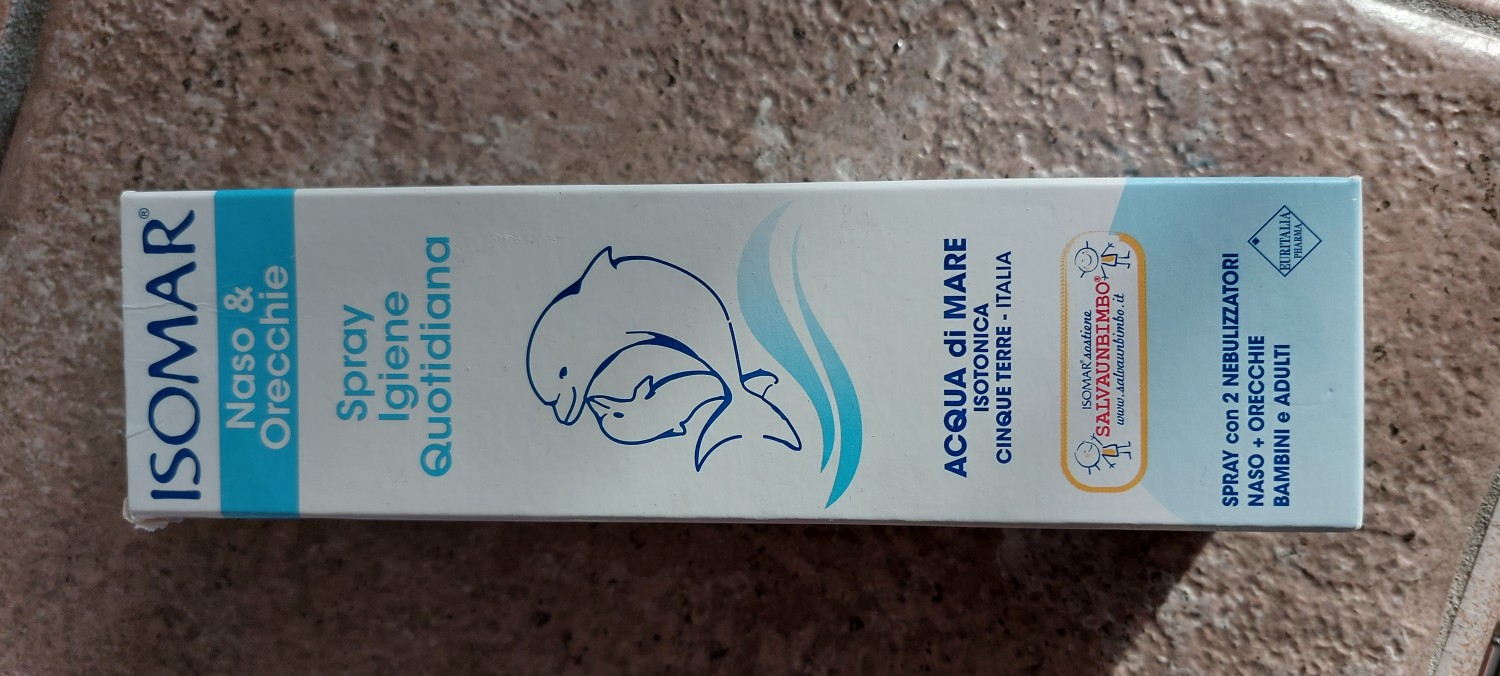 ISOMAR®
Naso &
Orecchie
Spray
Igiene
Quotidiana
ACQUA di MARE
ISOTONICA
CINQUE TERRE - ITALIA
ISOMAR® sostiene
SALVAUNBIMBO®
www.salvaunbimbo.it
SPRAY con 2 NEBULIZZATORI
NASO + ORECCHIE
BAMBINI e ADULTI
EURITALIA
PHARMA